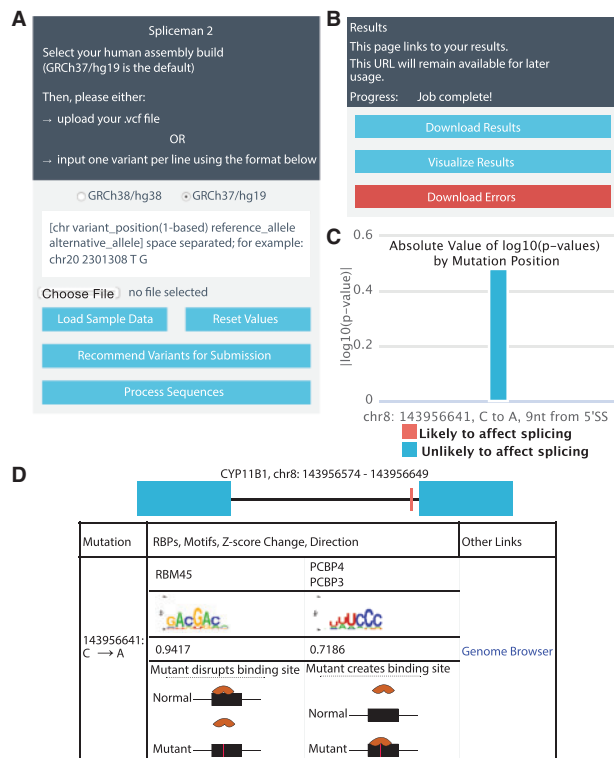 A
Spliceman 2
Select your human assembly build
(GRCh37/hg19 is the default)
Then, please either:
→ upload your .vcf file
OR
→ input one variant per line using the format below
GRCh38/hg38 GRCh37/hg19
[chr variant_position(1-based) reference_allele
alternative_allele] space separated; for example:
chr20 2301308 T G
Choose File no file selected
Load Sample Data Reset Values
Recommend Variants for Submission
Process Sequences
B
Results
This page links to your results.
This URL will remain available for later
usage.
Progress: Job complete!
Download Results
Visualize Results
Download Errors
C
Absolute Value of log10(p-values)
by Mutation Position
|log10(p-value)|
0.6
0.4
0.2
0
chr8: 143956641, C to A, 9nt from 5'SS
Likely to affect splicing
Unlikely to affect splicing
D
CYP11B1, chr8: 143956574 - 143956649
Mutation RBPs, Motifs, Z-score Change, Direction Other Links
143956641:
C → A
RBM45
PCBP4
PCBP3
GACGAC
UUUCCC
0.9417 0.7186
Mutant disrupts binding site Mutant creates binding site
Normal
Mutant
Normal
Mutant
Genome Browser